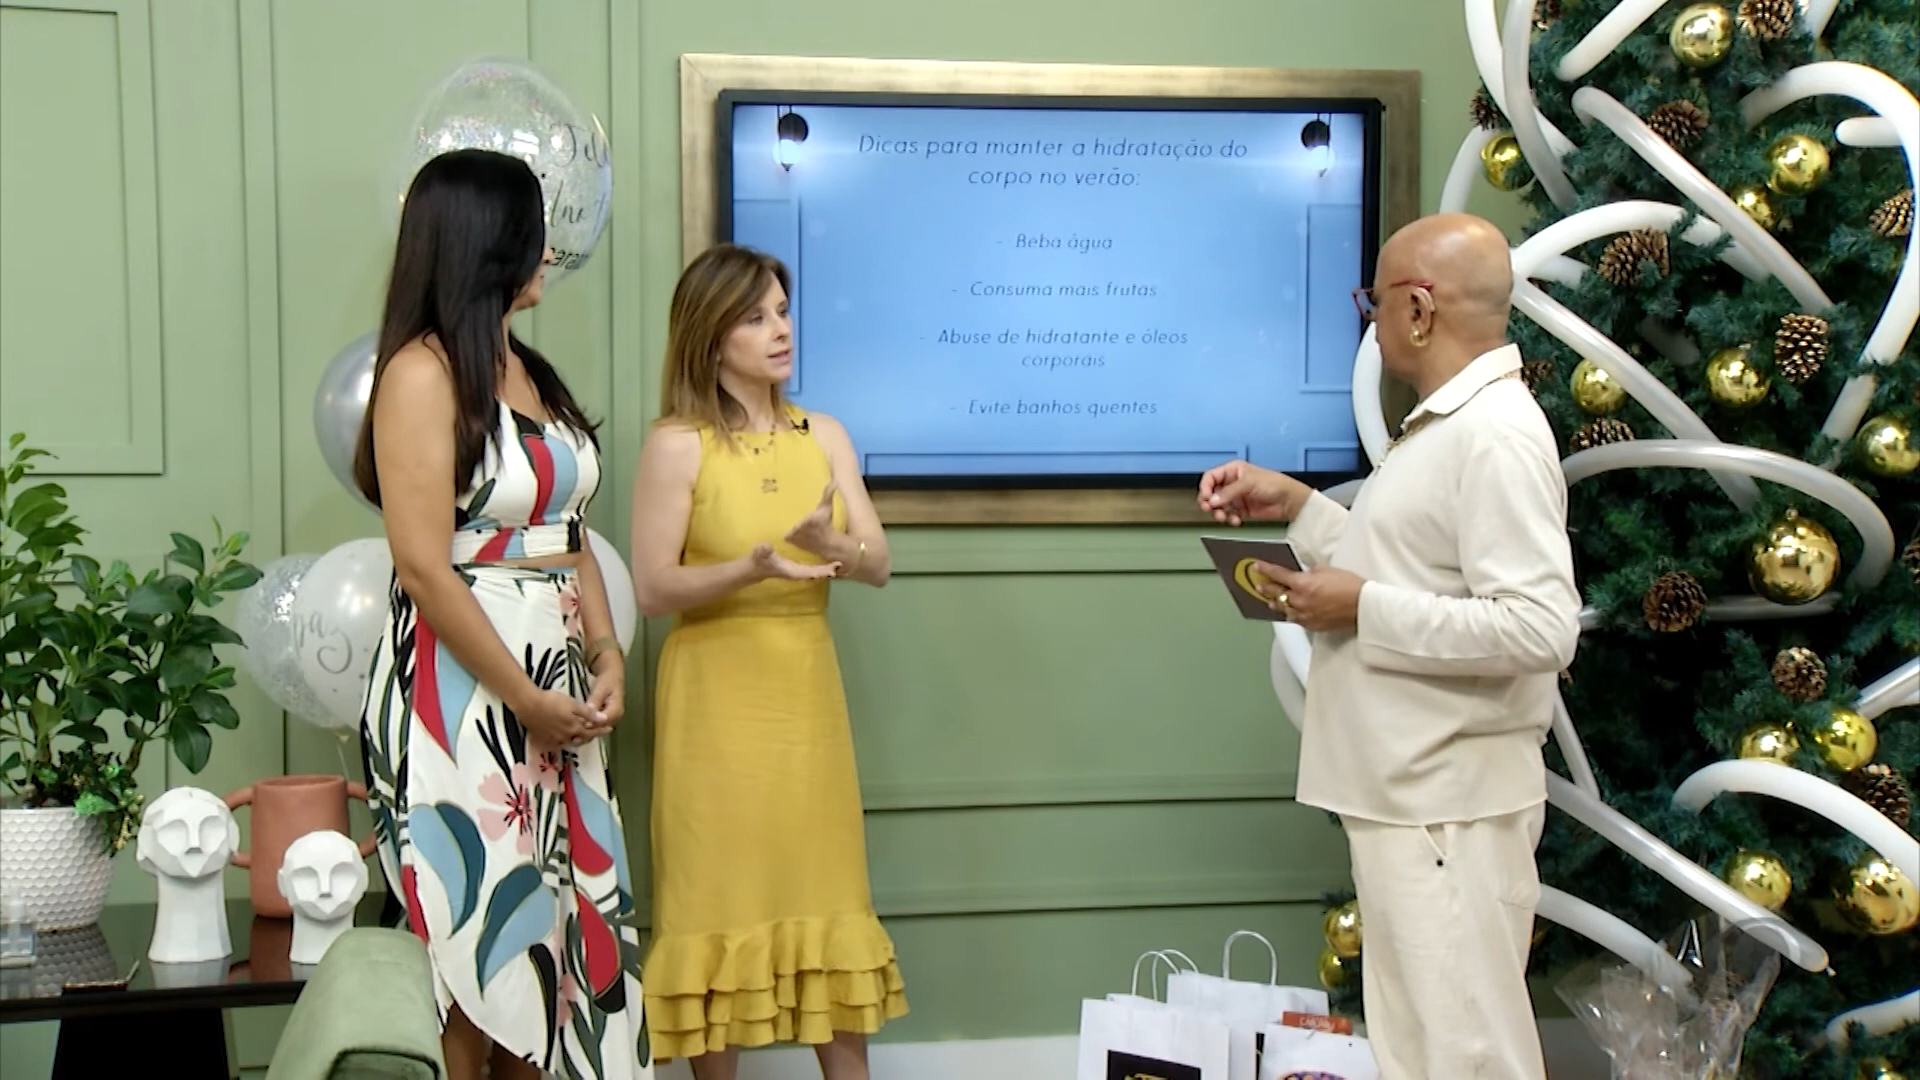 Dicas para manter a hidratação do
corpo no verão:
- Beba água
- Consuma mais frutas
- Abuse de hidratante e óleos
corporais
- Evite banhos quentes
paz